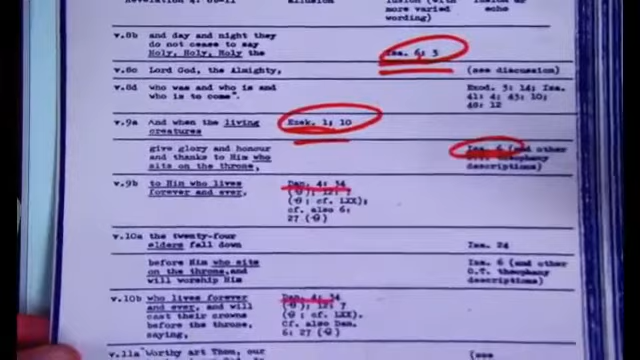 Revelation 4: 8b-11 allusion
more varied echo
wording)
v.8b and day and night they
do not cease to say
Holy, Holy, Holy the Isa. 6: 3
v.8c Lord God, the Almighty, (see discussion)
v.8d who was and who is and Exod. 3: 14; Isa.
who is to come". 41: 4; 43: 10;
48: 12
v.9a And when the living Ezek. 1; 10
creatures
give glory and honour Isa. 6 (and other
and thanks to Him who O.T. theophany
sits on the throne, descriptions)
v.9b to Him who lives Dan. 4: 34
forever and ever, 12: 7
cf. LXX);
cf. also 6:
27
v.10a the twenty-four
elders fall down Isa. 24
before Him who sits Isa. 6 (and other
on the throne, and O.T. theophany
will worship Him descriptions)
v.10b who lives forever Dan. 4: 34
and ever, and will 12: 7
cast their crowns cf. LXX).
before the throne, Cf. also Dan.
saying, 6: 27
v.11a "Worthy art Thou, our (see